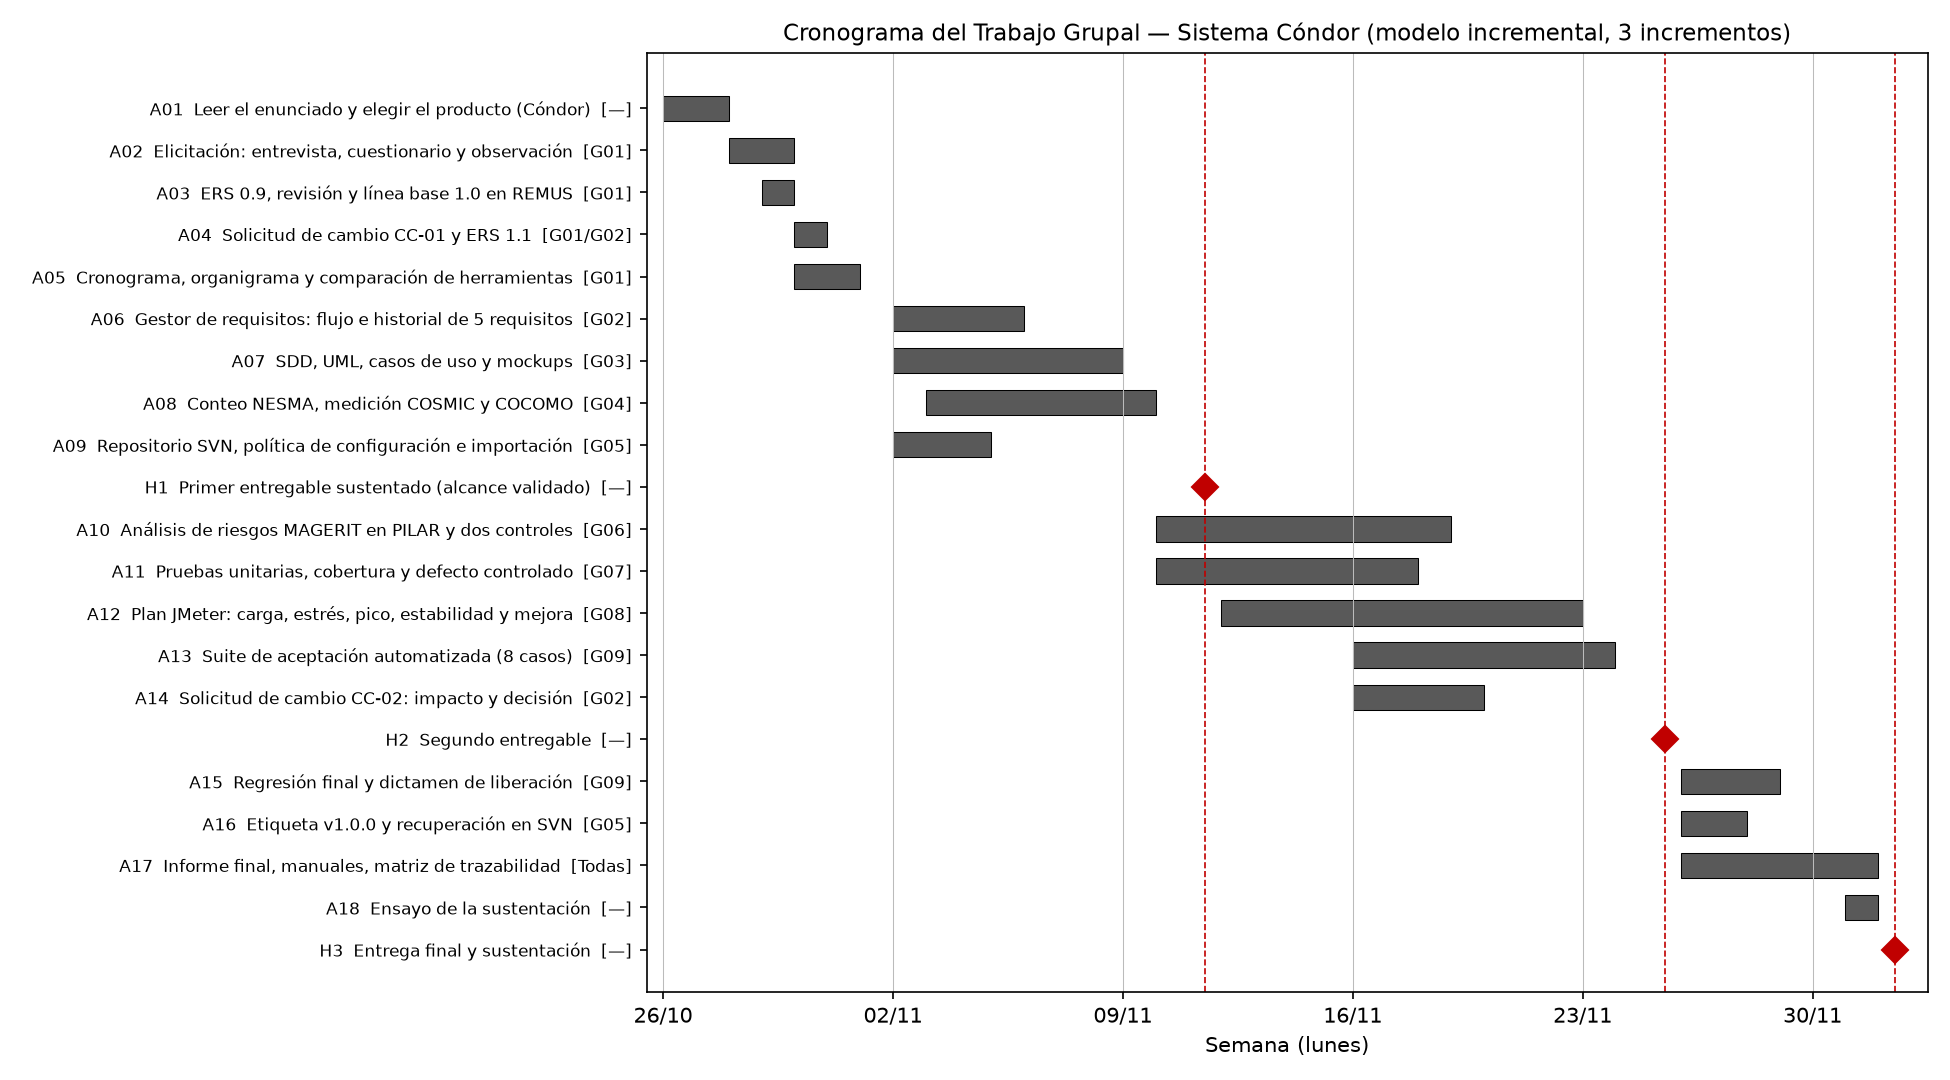 Cronograma del Trabajo Grupal — Sistema Cóndor (modelo incremental, 3 incrementos)
A01 Leer el enunciado y elegir el producto (Cóndor) [—]
A02 Elicitación: entrevista, cuestionario y observación [G01]
A03 ERS 0.9, revisión y línea base 1.0 en REMUS [G01]
A04 Solicitud de cambio CC-01 y ERS 1.1 [G01/G02]
A05 Cronograma, organigrama y comparación de herramientas [G01]
A06 Gestor de requisitos: flujo e historial de 5 requisitos [G02]
A07 SDD, UML, casos de uso y mockups [G03]
A08 Conteo NESMA, medición COSMIC y COCOMO [G04]
A09 Repositorio SVN, política de configuración e importación [G05]
H1 Primer entregable sustentado (alcance validado) [—]
A10 Análisis de riesgos MAGERIT en PILAR y dos controles [G06]
A11 Pruebas unitarias, cobertura y defecto controlado [G07]
A12 Plan JMeter: carga, estrés, pico, estabilidad y mejora [G08]
A13 Suite de aceptación automatizada (8 casos) [G09]
A14 Solicitud de cambio CC-02: impacto y decisión [G02]
H2 Segundo entregable [—]
A15 Regresión final y dictamen de liberación [G09]
A16 Etiqueta v1.0.0 y recuperación en SVN [G05]
A17 Informe final, manuales, matriz de trazabilidad [Todas]
A18 Ensayo de la sustentación [—]
H3 Entrega final y sustentación [—]
26/10 02/11 09/11 16/11 23/11 30/11
Semana (lunes)